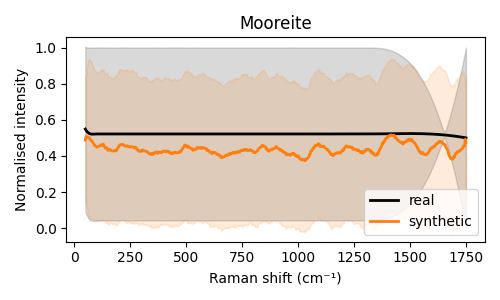 Mooreite
Normalised intensity
1.0
0.8
0.6
0.4
0.2
0.0
real
synthetic
0 250 500 750 1000 1250 1500 1750
Raman shift (cm⁻¹)